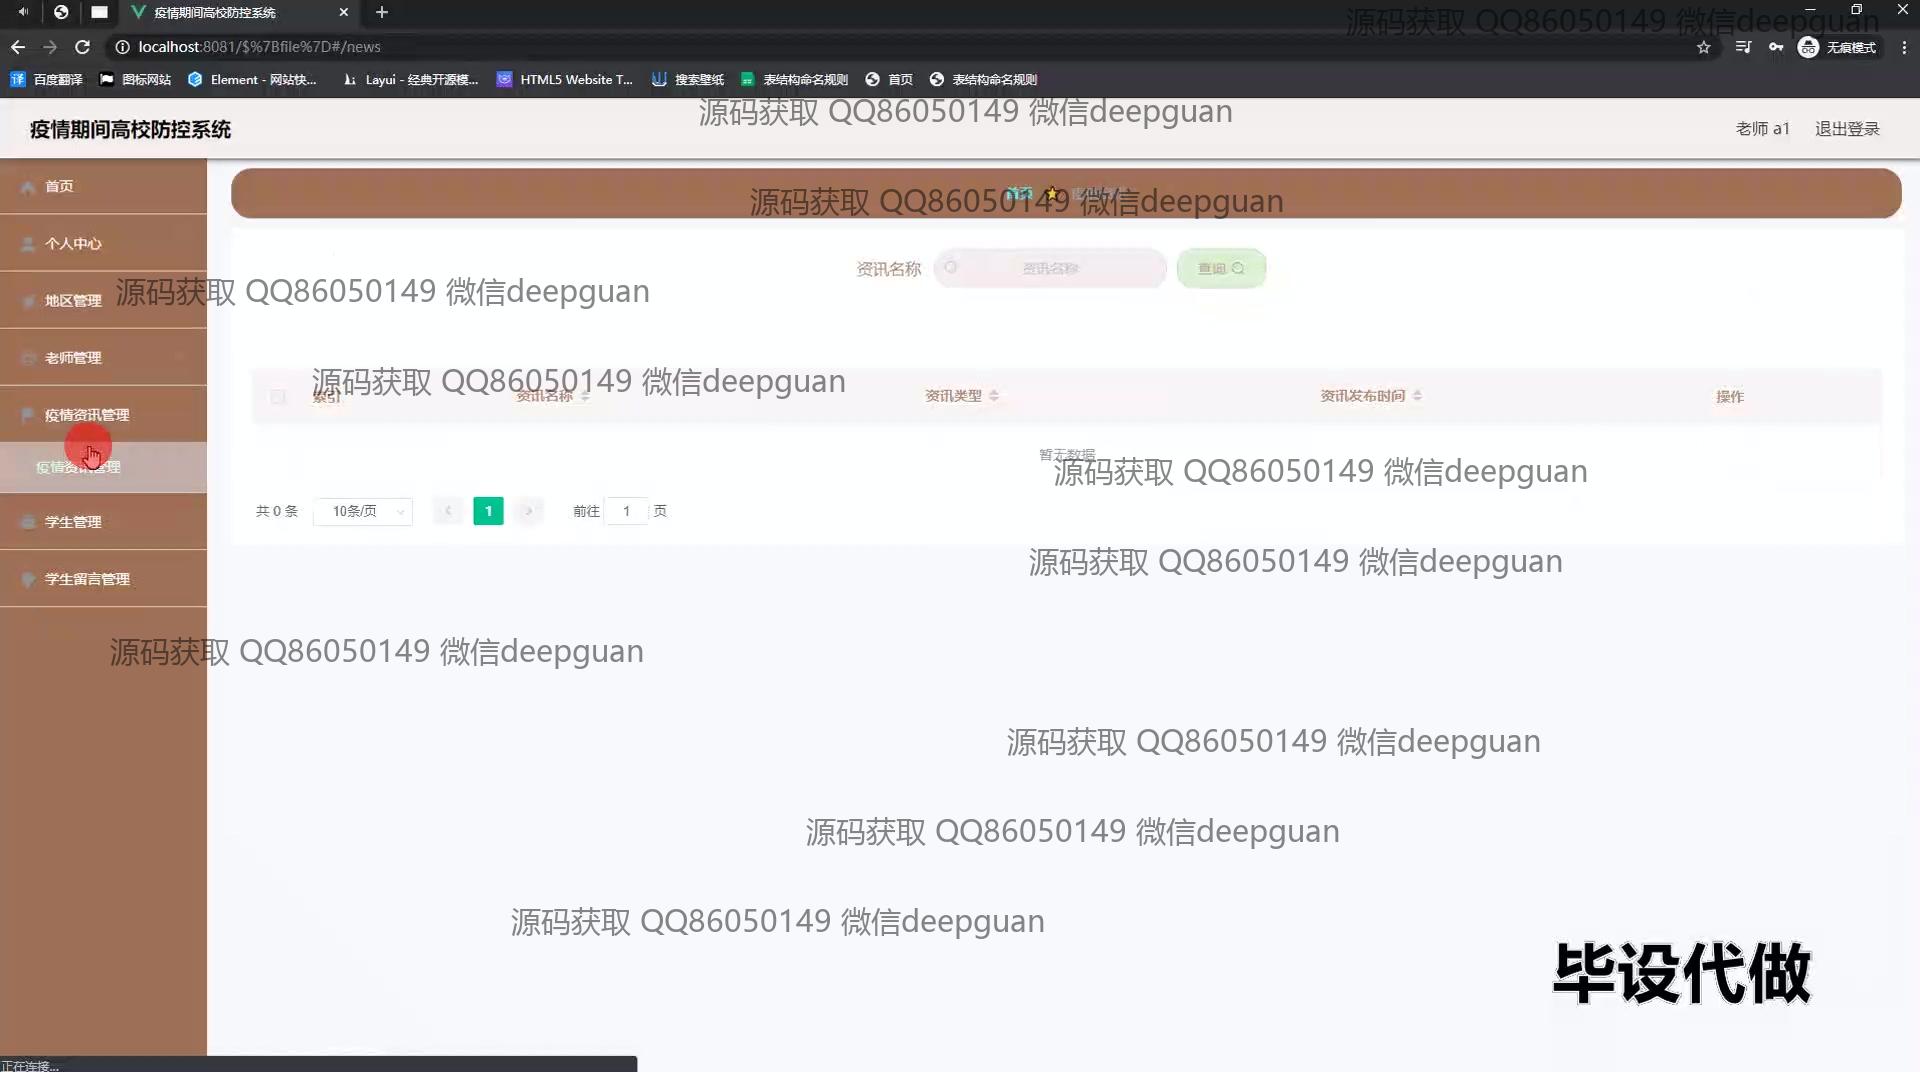 疫情期间高校防控系统
源码获取 QQ86050149 微信deepguan
localhost:8081/$%7Bfile%7D#/news
无痕模式
百度翻译 图标网站 Element - 网站快... Layui - 经典开源模... HTML5 Website T... 搜索壁纸 表结构命名规则 首页 表结构命名规则
源码获取 QQ86050149 微信deepguan
疫情期间高校防控系统
老师 a1 退出登录
首页
首页
源码获取 QQ86050149 微信deepguan
个人中心
资讯名称 资讯名称 查询
地区管理
源码获取 QQ86050149 微信deepguan
老师管理
源码获取 QQ86050149 微信deepguan
索引 资讯名称 资讯类型 资讯发布时间 操作
疫情资讯管理
暂无数据
疫情资讯管理
源码获取 QQ86050149 微信deepguan
共 0 条 10条/页 1 前往 1 页
学生管理
源码获取 QQ86050149 微信deepguan
学生留言管理
源码获取 QQ86050149 微信deepguan
源码获取 QQ86050149 微信deepguan
源码获取 QQ86050149 微信deepguan
源码获取 QQ86050149 微信deepguan
毕设代做
正在连接...